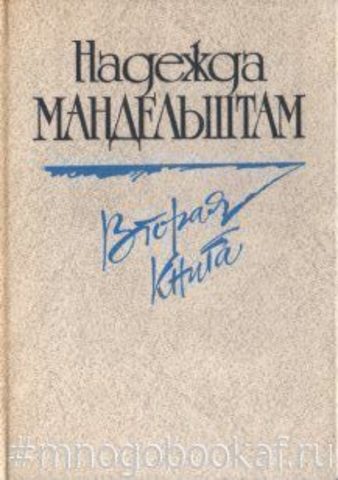 Надежда
МАНДЕЛЬШТАМ
Вторая
книга
#mnogobookaf.ru